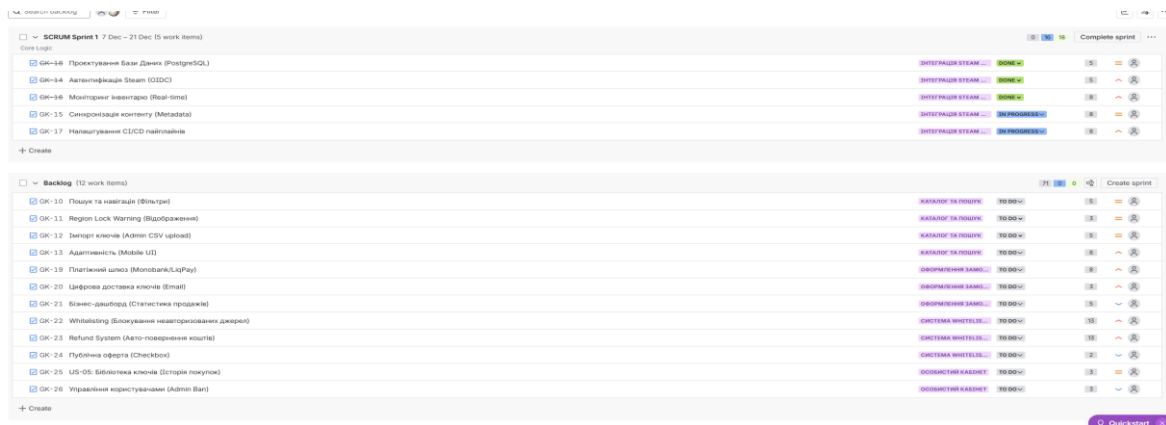 Search backlog Filter
SCRUM Sprint 1 7 Dec – 21 Dec (5 work items) 0 16 18 Complete sprint
Core Logic
GK-18 Проєктування Бази Даних (PostgreSQL) ІНТЕГРАЦІЯ STEAM ... DONE 5
GK-14 Автентифікація Steam (OIDC) ІНТЕГРАЦІЯ STEAM ... DONE 5
GK-16 Моніторинг інвентарю (Real-time) ІНТЕГРАЦІЯ STEAM ... DONE 8
GK-15 Синхронізація контенту (Metadata) ІНТЕГРАЦІЯ STEAM ... IN PROGRESS 8
GK-17 Налаштування CI/CD пайплайнів ІНТЕГРАЦІЯ STEAM ... IN PROGRESS 8
+ Create
Backlog (12 work items) 71 0 0 Create sprint
GK-10 Пошук та навігація (Фільтри) КАТАЛОГ ТА ПОШУК TO DO 5
GK-11 Region Lock Warning (Відображення) КАТАЛОГ ТА ПОШУК TO DO 3
GK-12 Імпорт ключів (Admin CSV upload) КАТАЛОГ ТА ПОШУК TO DO 5
GK-13 Адаптивність (Mobile UI) КАТАЛОГ ТА ПОШУК TO DO 8
GK-19 Платіжний шлюз (Monobank/LiqPay) ОФОРМЛЕННЯ ЗАМО... TO DO 8
GK-20 Цифрова доставка ключів (Email) ОФОРМЛЕННЯ ЗАМО... TO DO 3
GK-21 Бізнес-дашборд (Статистика продажів) ОФОРМЛЕННЯ ЗАМО... TO DO 5
GK-22 Whitelisting (Блокування неавторизованих джерел) СИСТЕМА WHITELIS... TO DO 13
GK-23 Refund System (Авто-повернення коштів) СИСТЕМА WHITELIS... TO DO 13
GK-24 Публічна оферта (Checkbox) СИСТЕМА WHITELIS... TO DO 2
GK-25 US-05: Бібліотека ключів (Історія покупок) ОСОБИСТИЙ КАБІНЕТ TO DO 3
GK-26 Управління користувачами (Admin Ban) ОСОБИСТИЙ КАБІНЕТ TO DO 3
+ Create
Quickstart